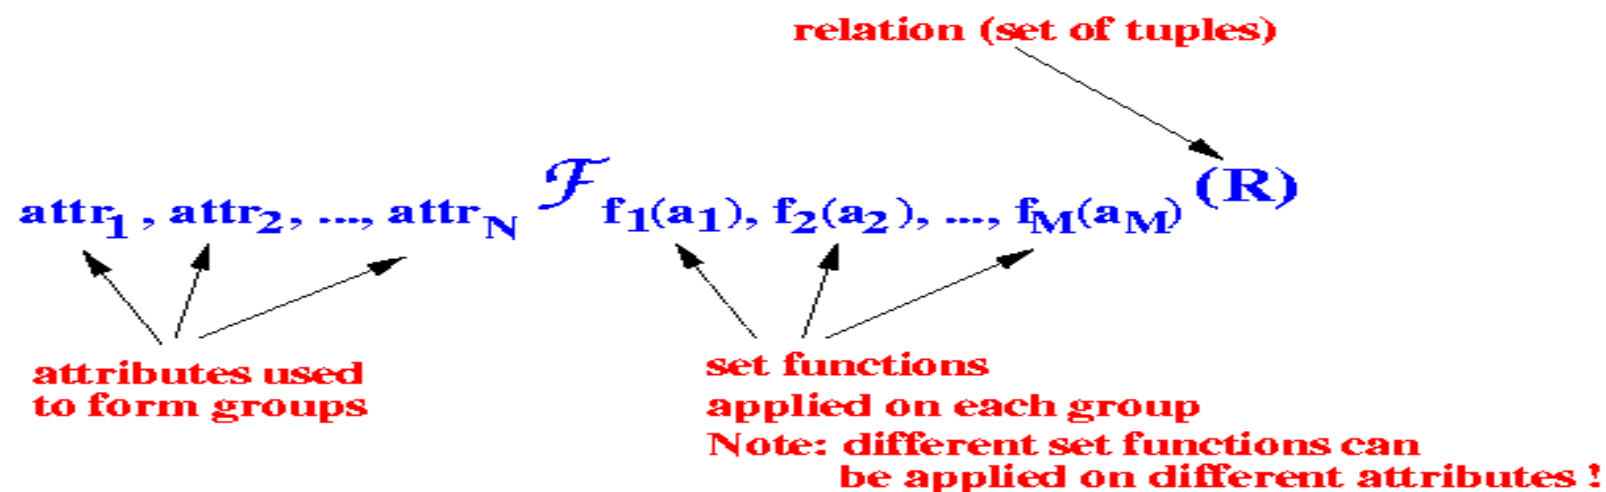 relation (set of tuples)
attr1 , attr2, ..., attrN ℱ f1(a1), f2(a2), ..., fM(aM) (R)
attributes used
to form groups
set functions
applied on each group
Note: different set functions can
be applied on different attributes !